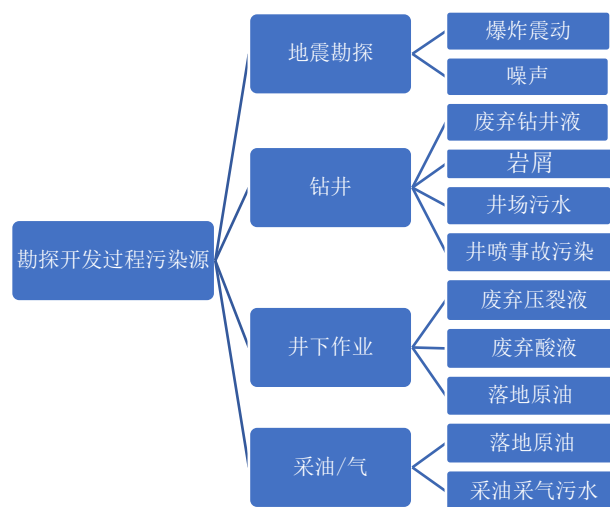 勘探开发过程污染源
地震勘探
爆炸震动
噪声
钻井
废弃钻井液
岩屑
井场污水
井喷事故污染
井下作业
废弃压裂液
废弃酸液
落地原油
采油/气
落地原油
采油采气污水